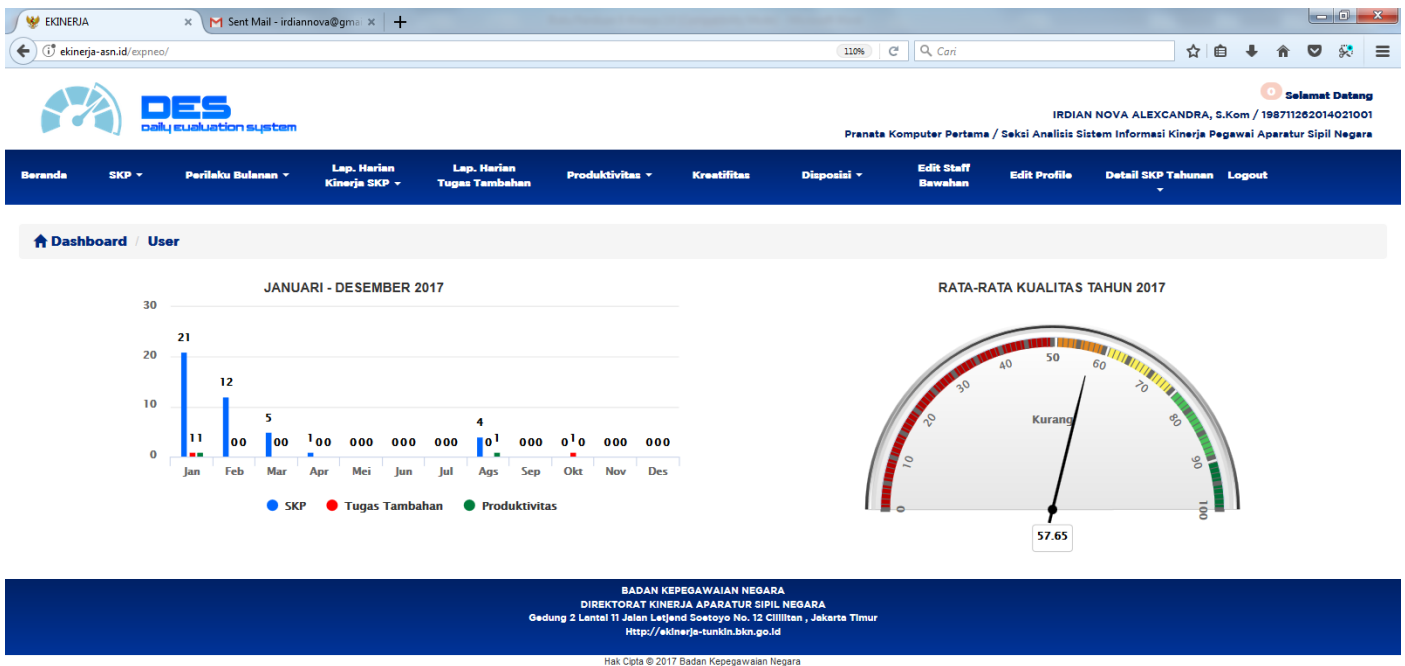 EKINERJA
Sent Mail - irdiannova@gma
ekinerja-asn.id/expneo/
110%
Cari
DES
Daily Evaluation System
0 Selamat Datang
IRDIAN NOVA ALEXCANDRA, S.Kom / 198711262014021001
Pranata Komputer Pertama / Seksi Analisis Sistem Informasi Kinerja Pegawai Aparatur Sipil Negara
Beranda SKP Perilaku Bulanan Lap. Harian Kinerja SKP Lap. Harian Tugas Tambahan Produktivitas Kreatifitas Disposisi Edit Staff Bawahan Edit Profile Detail SKP Tahunan Logout
Dashboard / User
JANUARI - DESEMBER 2017
30
20
10
0
21 1 1
12 0 0
5 0 0
1 0 0
0 0 0
0 0 0
0 0 0
4 0 1
0 0 0
0 1 0
0 0 0
0 0 0
Jan Feb Mar Apr Mei Jun Jul Ags Sep Okt Nov Des
SKP Tugas Tambahan Produktivitas
RATA-RATA KUALITAS TAHUN 2017
0 10 20 30 40 50 60 70 80 90 100
Kurang
57.65
BADAN KEPEGAWAIAN NEGARA
DIREKTORAT KINERJA APARATUR SIPIL NEGARA
Gedung 2 Lantai 11 Jalan Letjend Soetoyo No. 12 Cililitan , Jakarta Timur
Http://ekinerja-tunkin.bkn.go.id
Hak Cipta © 2017 Badan Kepegawaian Negara